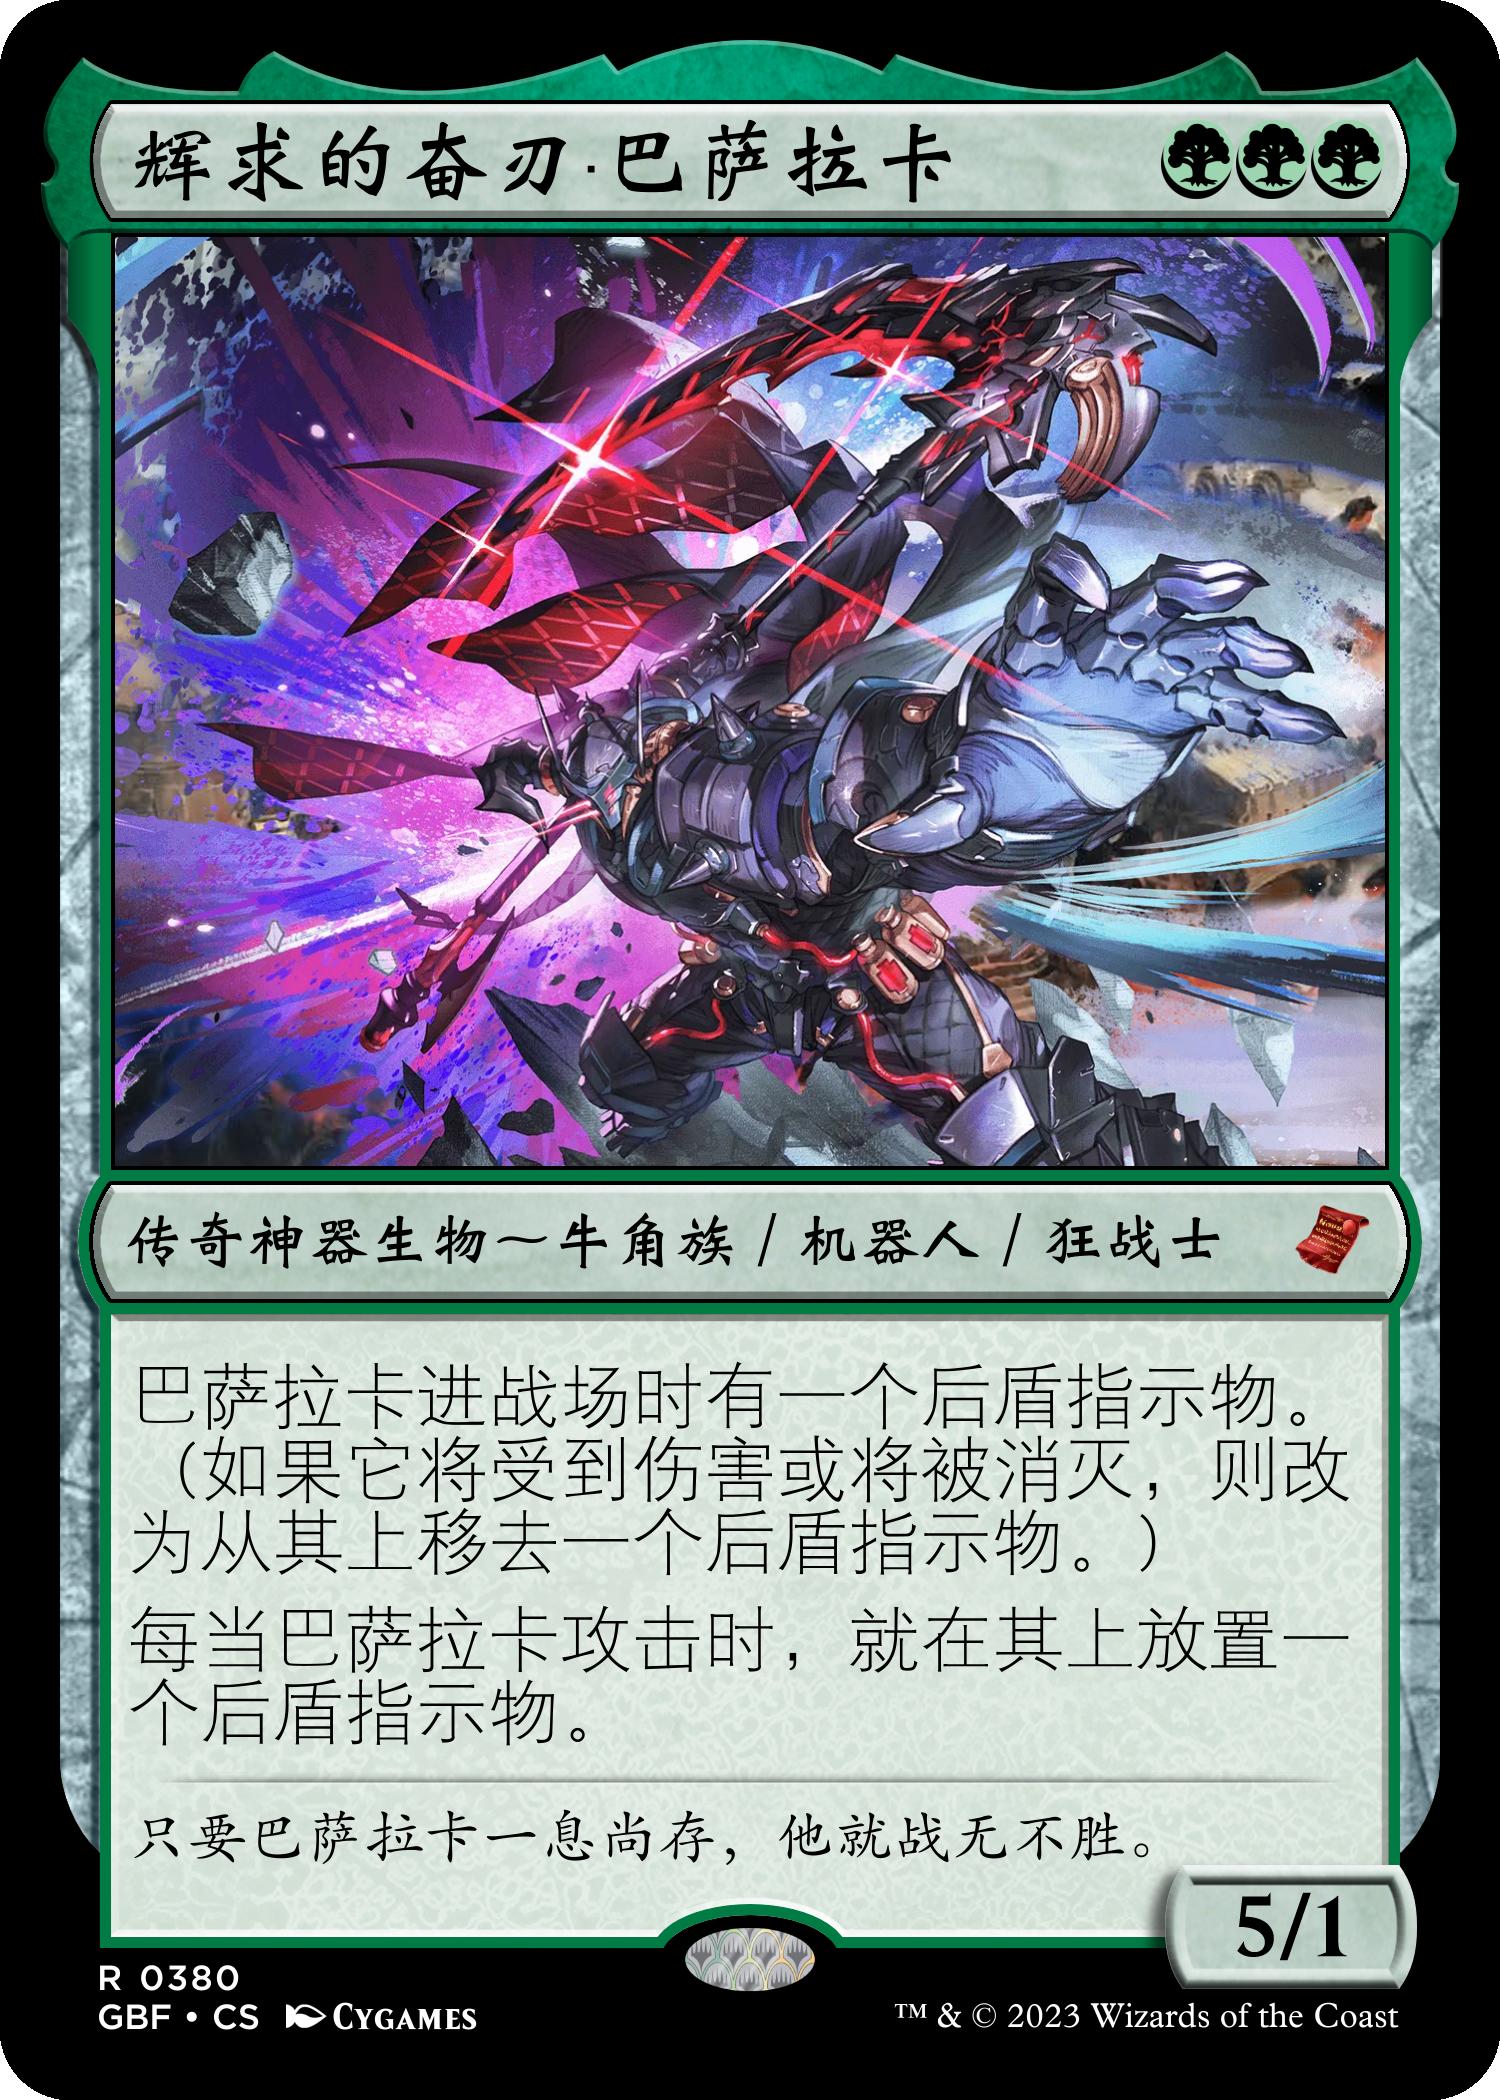 辉求的奋刃·巴萨拉卡
传奇神器生物～牛角族 / 机器人 / 狂战士
巴萨拉卡进战场时有一个后盾指示物。
（如果它将受到伤害或将被消灭，则改
为从其上移去一个后盾指示物。）
每当巴萨拉卡攻击时，就在其上放置一
个后盾指示物。
只要巴萨拉卡一息尚存，他就战无不胜。
5/1
R 0380
GBF • CS CYGAMES
™ & © 2023 Wizards of the Coast